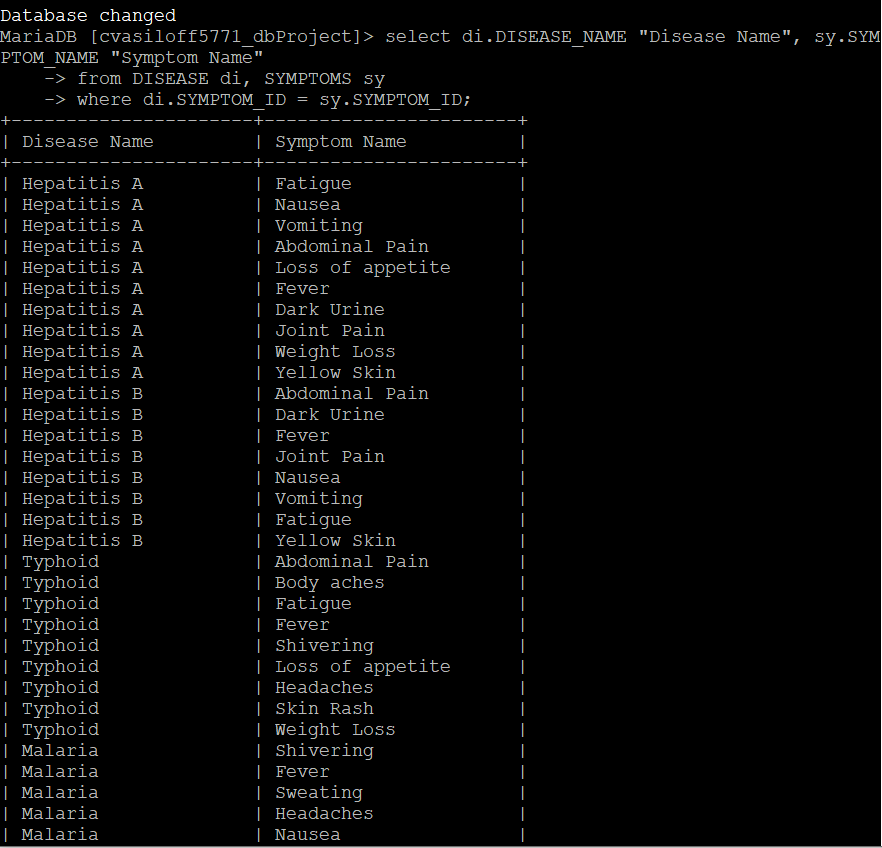 Database changed
MariaDB [cvasiloff5771_dbProject]> select di.DISEASE_NAME "Disease Name", sy.SYM
PTOM_NAME "Symptom Name"
    -> from DISEASE di, SYMPTOMS sy
    -> where di.SYMPTOM_ID = sy.SYMPTOM_ID;
+----------------------+-----------------------+
| Disease Name         | Symptom Name          |
+----------------------+-----------------------+
| Hepatitis A          | Fatigue               |
| Hepatitis A          | Nausea                |
| Hepatitis A          | Vomiting              |
| Hepatitis A          | Abdominal Pain        |
| Hepatitis A          | Loss of appetite      |
| Hepatitis A          | Fever                 |
| Hepatitis A          | Dark Urine            |
| Hepatitis A          | Joint Pain            |
| Hepatitis A          | Weight Loss           |
| Hepatitis A          | Yellow Skin           |
| Hepatitis B          | Abdominal Pain        |
| Hepatitis B          | Dark Urine            |
| Hepatitis B          | Fever                 |
| Hepatitis B          | Joint Pain            |
| Hepatitis B          | Nausea                |
| Hepatitis B          | Vomiting              |
| Hepatitis B          | Fatigue               |
| Hepatitis B          | Yellow Skin           |
| Typhoid              | Abdominal Pain        |
| Typhoid              | Body aches            |
| Typhoid              | Fatigue               |
| Typhoid              | Fever                 |
| Typhoid              | Shivering             |
| Typhoid              | Loss of appetite      |
| Typhoid              | Headaches             |
| Typhoid              | Skin Rash             |
| Typhoid              | Weight Loss           |
| Malaria              | Shivering             |
| Malaria              | Fever                 |
| Malaria              | Sweating              |
| Malaria              | Headaches             |
| Malaria              | Nausea                |